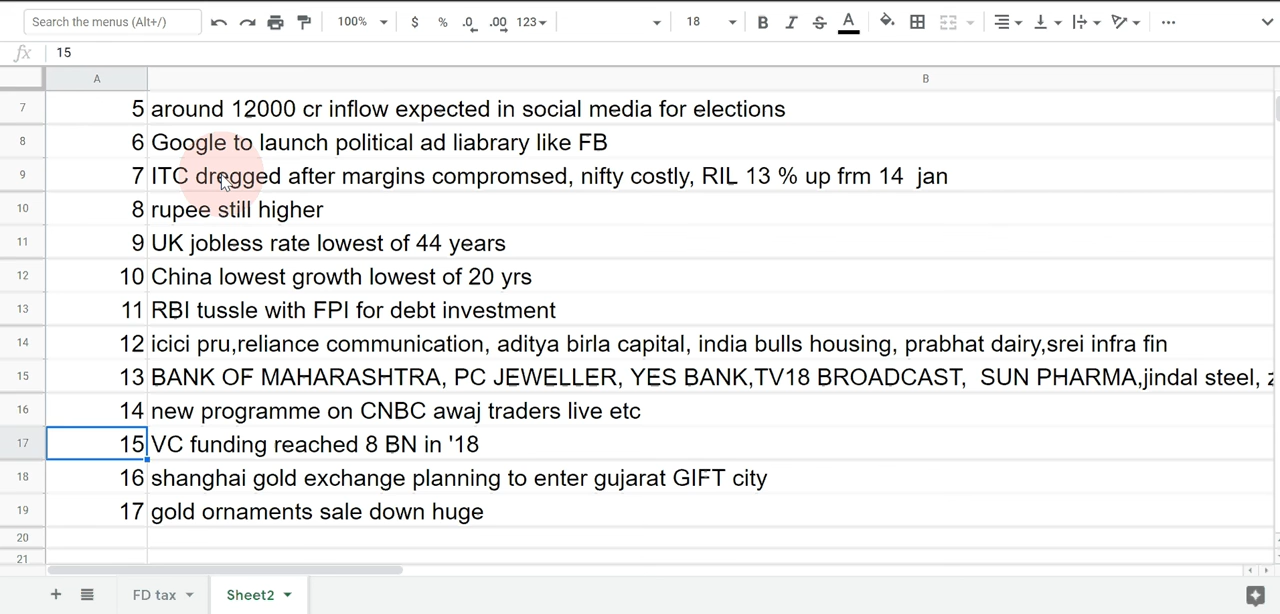 Search the menus (Alt+/) 100% $ % .0 .00 123 18 B I S A
fx 15
A B
7 5 around 12000 cr inflow expected in social media for elections
8 6 Google to launch political ad liabrary like FB
9 7 ITC dregged after margins compromsed, nifty costly, RIL 13 % up frm 14 jan
10 8 rupee still higher
11 9 UK jobless rate lowest of 44 years
12 10 China lowest growth lowest of 20 yrs
13 11 RBI tussle with FPI for debt investment
14 12 icici pru,reliance communication, aditya birla capital, india bulls housing, prabhat dairy,srei infra fin
15 13 BANK OF MAHARASHTRA, PC JEWELLER, YES BANK,TV18 BROADCAST, SUN PHARMA,jindal steel,
16 14 new programme on CNBC awaj traders live etc
17 15 VC funding reached 8 BN in '18
18 16 shanghai gold exchange planning to enter gujarat GIFT city
19 17 gold ornaments sale down huge
20
21
FD tax Sheet2